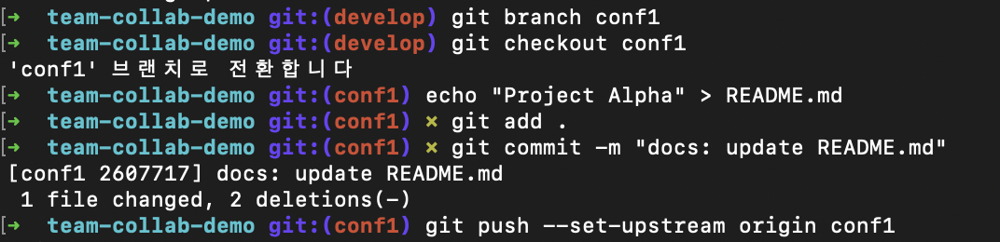 [➜  team-collab-demo git:(develop) git branch conf1
[➜  team-collab-demo git:(develop) git checkout conf1
'conf1' 브랜치로 전환합니다
[➜  team-collab-demo git:(conf1) echo "Project Alpha" > README.md
[➜  team-collab-demo git:(conf1) ✗ git add .
[➜  team-collab-demo git:(conf1) ✗ git commit -m "docs: update README.md"
[conf1 2607717] docs: update README.md
 1 file changed, 2 deletions(-)
[➜  team-collab-demo git:(conf1) git push --set-upstream origin conf1